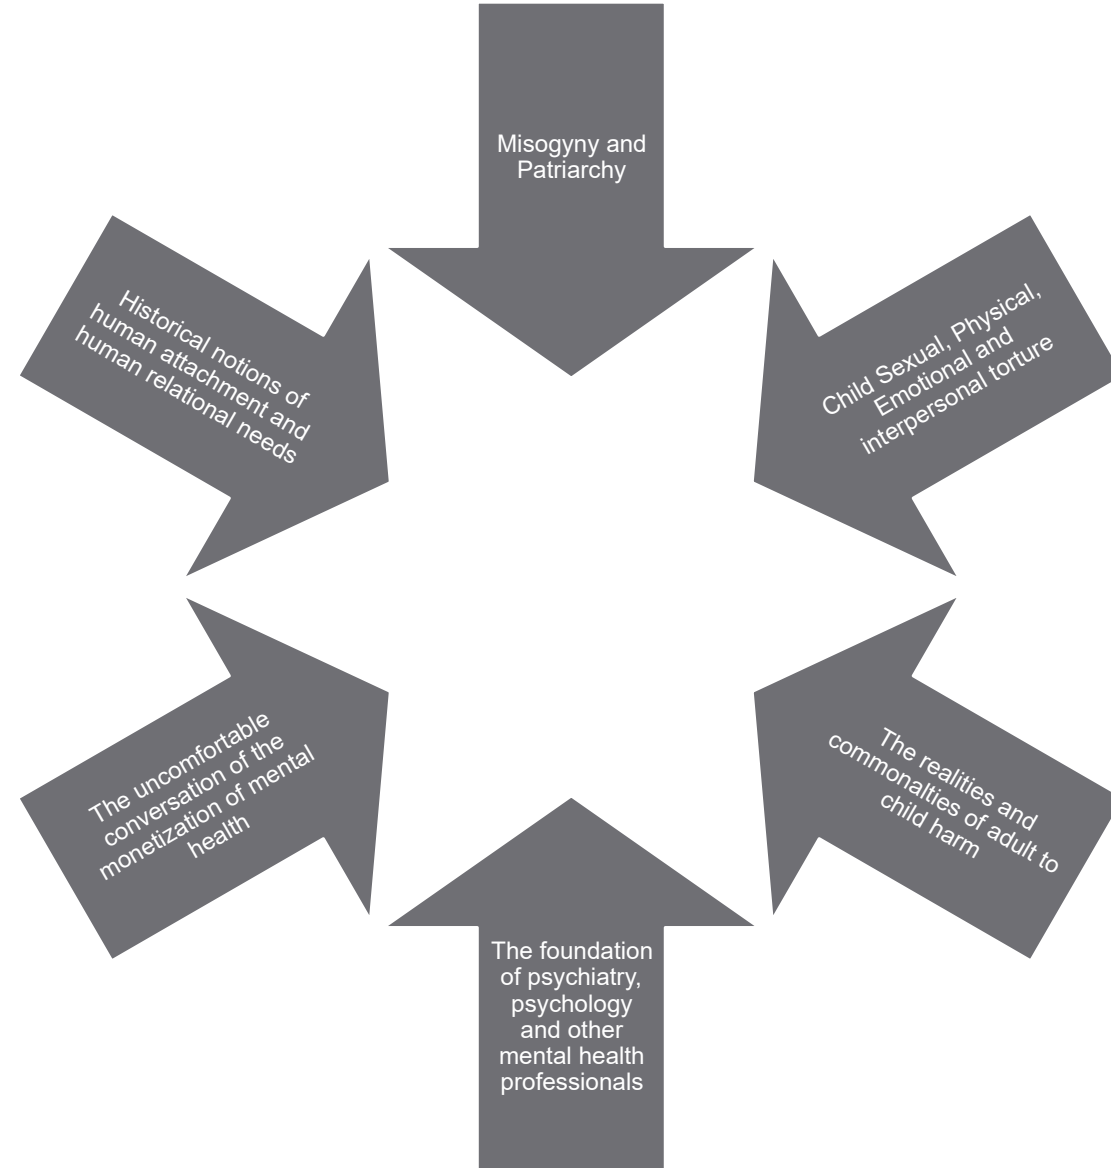 Misogyny and
Patriarchy
Child Sexual, Physical,
Emotional and
interpersonal torture
The realities and
commonalties of adult to
child harm
The foundation
of psychiatry,
psychology
and other
mental health
professionals
The uncomfortable
conversation of the
monetization of mental
health
Historical notions of
human attachment and
human relational needs